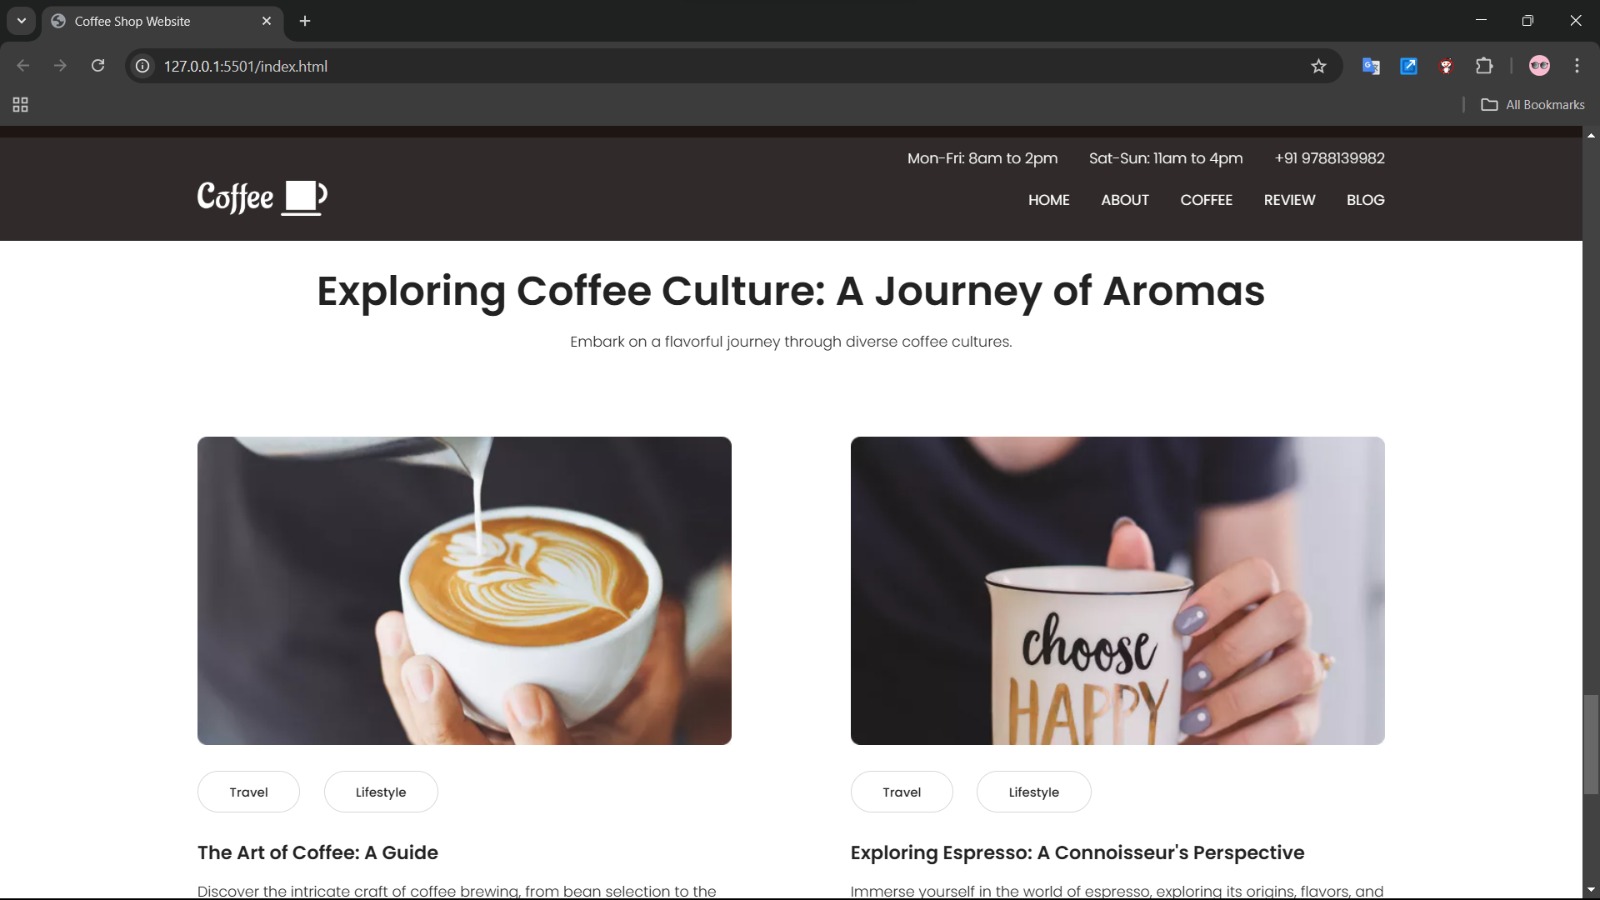 Coffee Shop Website
127.0.0.1:5501/index.html
All Bookmarks
Mon-Fri: 8am to 2pm Sat-Sun: 11am to 4pm +91 9788139982
Coffee
HOME ABOUT COFFEE REVIEW BLOG
Exploring Coffee Culture: A Journey of Aromas
Embark on a flavorful journey through diverse coffee cultures.
choose
HAPPY
Travel Lifestyle
Travel Lifestyle
The Art of Coffee: A Guide
Exploring Espresso: A Connoisseur's Perspective
Discover the intricate craft of coffee brewing, from bean selection to the
Immerse yourself in the world of espresso, exploring its origins, flavors, and